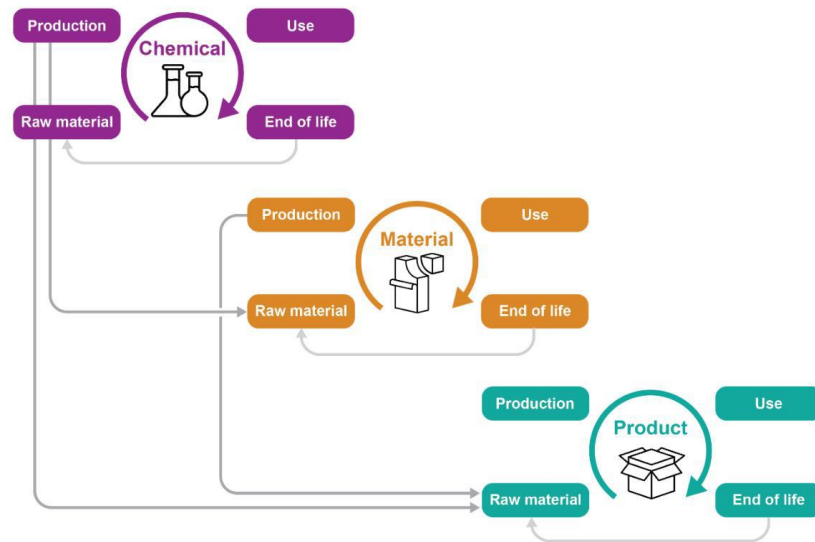 Production
Use
Chemical
Raw material
End of life
Production
Use
Material
Raw material
End of life
Production
Use
Product
Raw material
End of life